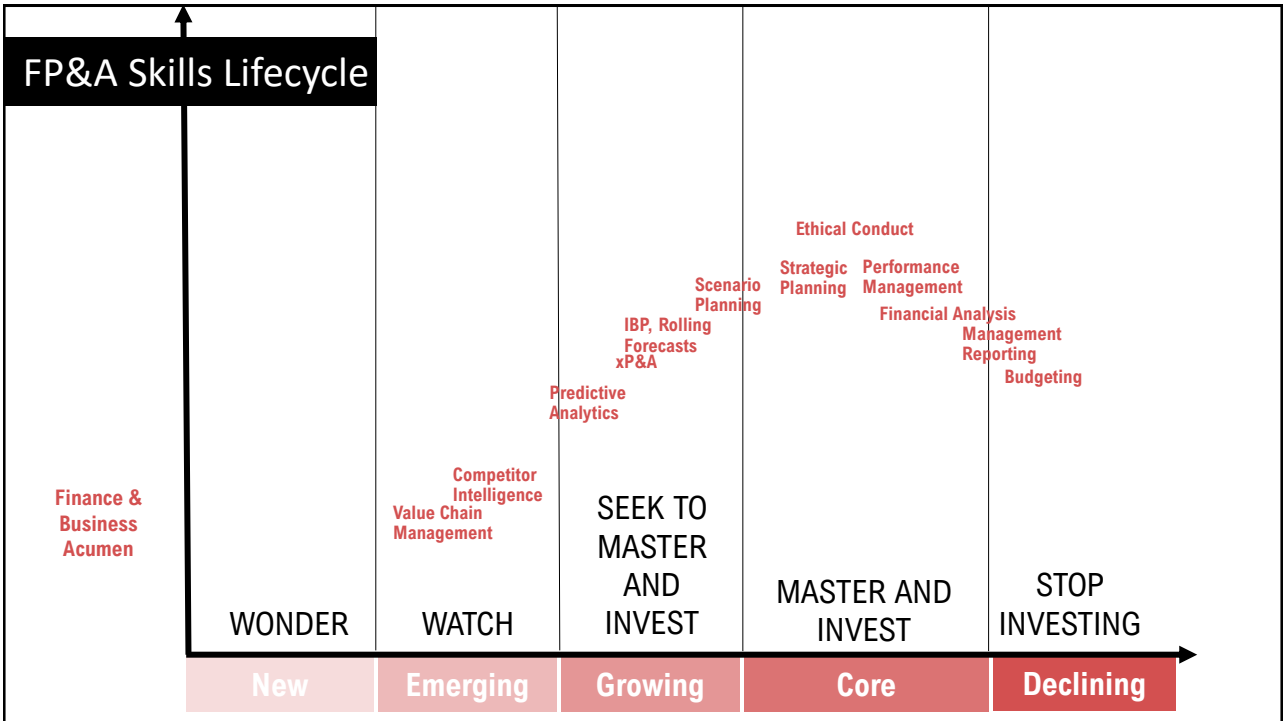 FP&A Skills Lifecycle
Ethical Conduct
Strategic
Planning
Performance
Management
Scenario
Planning
Financial Analysis
IBP, Rolling
Forecasts
xP&A
Management
Reporting
Budgeting
Predictive
Analytics
Competitor
Intelligence
Value Chain
Management
Finance &
Business
Acumen
WONDER
WATCH
SEEK TO
MASTER
AND
INVEST
MASTER AND
INVEST
STOP
INVESTING
New
Emerging
Growing
Core
Declining